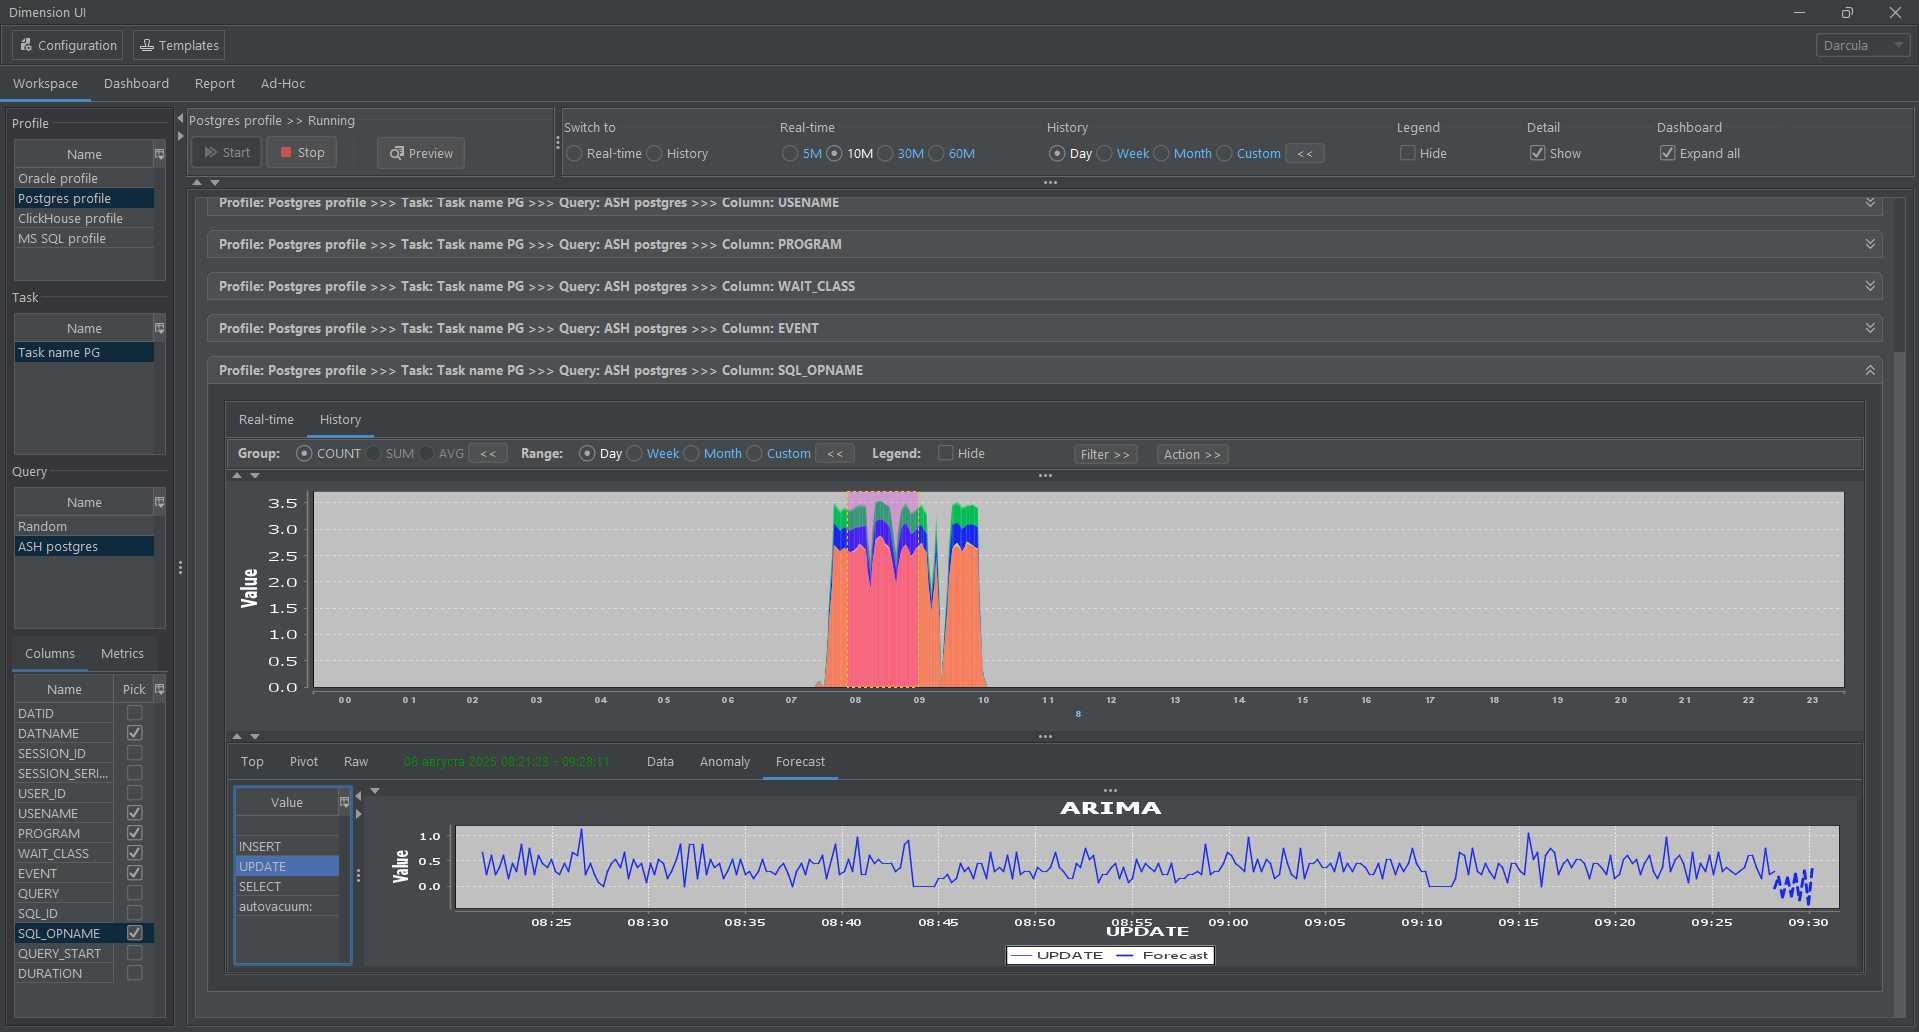 Dimension UI
Configuration
Templates
Darcula
Workspace
Dashboard
Report
Ad-Hoc
Profile
Name
Oracle profile
Postgres profile
ClickHouse profile
MS SQL profile
Task
Name
Task name PG
Query
Name
Random
ASH postgres
Columns
Metrics
Name
Pick
DATID
DATNAME
SESSION_ID
SESSION_SERI...
USER_ID
USENAME
PROGRAM
WAIT_CLASS
EVENT
QUERY
SQL_ID
SQL_OPNAME
QUERY_START
DURATION
Postgres profile >> Running
Start
Stop
Preview
Switch to
Real-time
History
Real-time
5M
10M
30M
60M
History
Day
Week
Month
Custom
<<
Legend
Hide
Detail
Show
Dashboard
Expand all
Profile: Postgres profile >>> Task: Task name PG >>> Query: ASH postgres >>> Column: USENAME
Profile: Postgres profile >>> Task: Task name PG >>> Query: ASH postgres >>> Column: PROGRAM
Profile: Postgres profile >>> Task: Task name PG >>> Query: ASH postgres >>> Column: WAIT_CLASS
Profile: Postgres profile >>> Task: Task name PG >>> Query: ASH postgres >>> Column: EVENT
Profile: Postgres profile >>> Task: Task name PG >>> Query: ASH postgres >>> Column: SQL_OPNAME
Real-time
History
Group:
COUNT
SUM
AVG
<<
Range:
Day
Week
Month
Custom
<<
Legend:
Hide
Filter >>
Action >>
Value
3.5
3.0
2.5
2.0
1.5
1.0
0.5
0.0
00
01
02
03
04
05
06
07
08
09
10
11
12
13
14
15
16
17
18
19
20
21
22
23
8
Top
Pivot
Raw
08 августа 2025 08:21:23 - 09:28:11
Data
Anomaly
Forecast
Value
INSERT
UPDATE
SELECT
autovacuum:
ARIMA
Value
1.0
0.5
0.0
08:25
08:30
08:35
08:40
08:45
08:50
08:55
09:00
09:05
09:10
09:15
09:20
09:25
09:30
UPDATE
UPDATE
Forecast